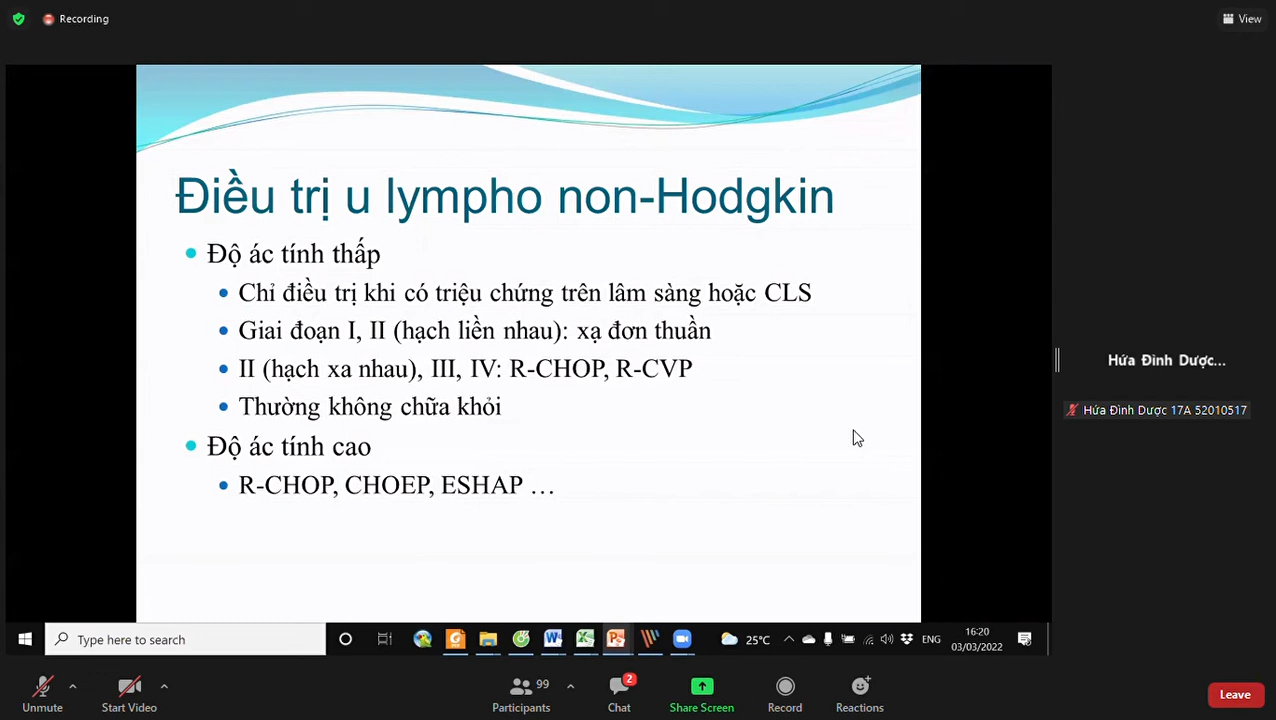 Recording
View
Điều trị u lympho non-Hodgkin
Độ ác tính thấp
Chỉ điều trị khi có triệu chứng trên lâm sàng hoặc CLS
Giai đoạn I, II (hạch liền nhau): xạ đơn thuần
II (hạch xa nhau), III, IV: R-CHOP, R-CVP
Thường không chữa khỏi
Độ ác tính cao
R-CHOP, CHOEP, ESHAP …
Hứa Đình Dược...
Hứa Đình Dược 17A 52010517
Type here to search
25°C
ENG
16:20
03/03/2022
Unmute
Start Video
99
Participants
2
Chat
Share Screen
Record
Reactions
Leave